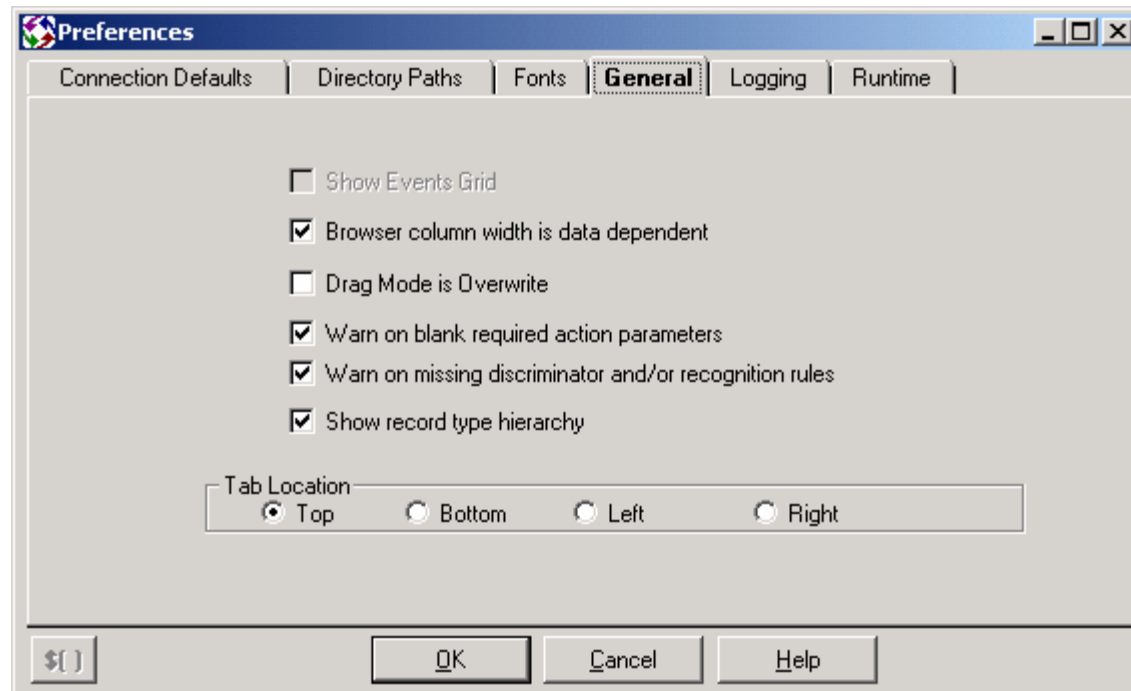 Preferences
Connection Defaults Directory Paths Fonts General Logging Runtime
Show Events Grid
Browser column width is data dependent
Drag Mode is Overwrite
Warn on blank required action parameters
Warn on missing discriminator and/or recognition rules
Show record type hierarchy
Tab Location
Top Bottom Left Right
$( ) OK Cancel Help